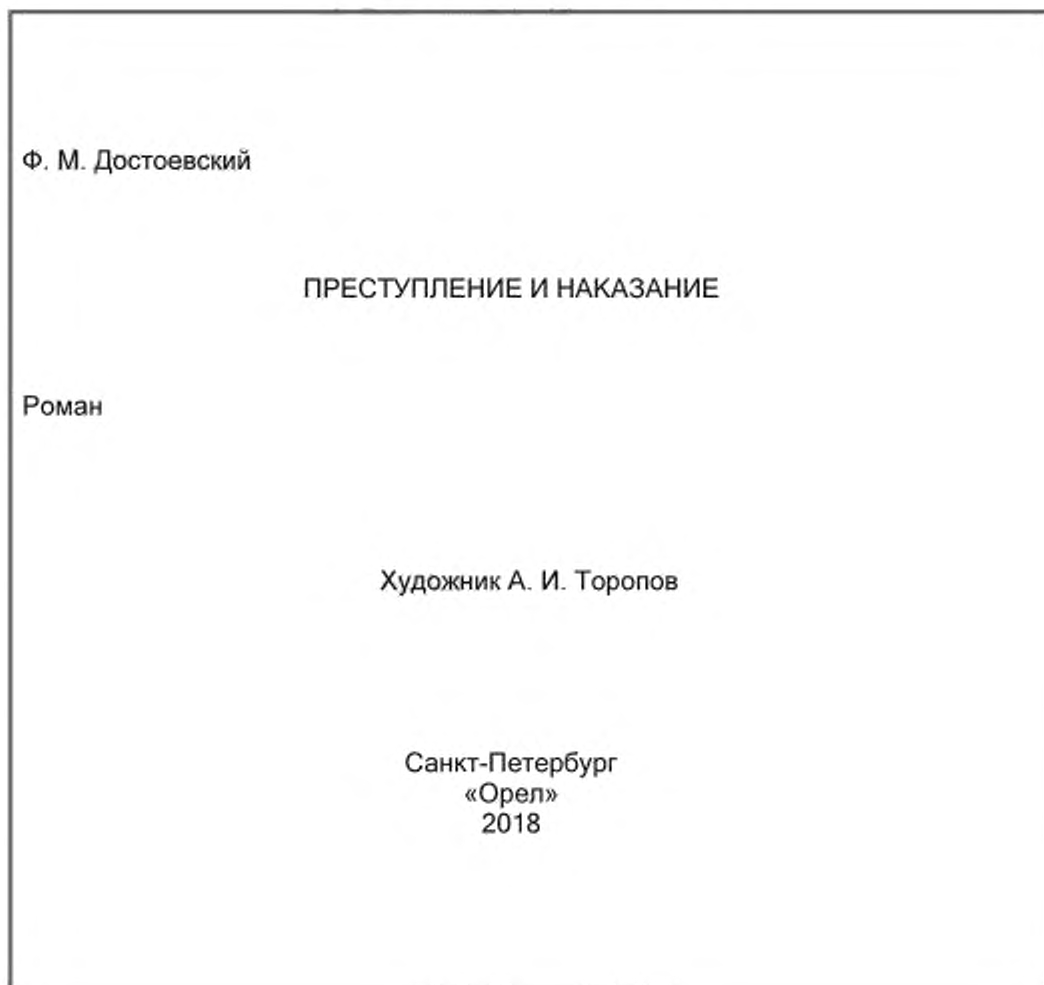 Ф. М. Достоевский
ПРЕСТУПЛЕНИЕ И НАКАЗАНИЕ
Роман
Художник А. И. Торопов
Санкт-Петербург
«Орел»
2018